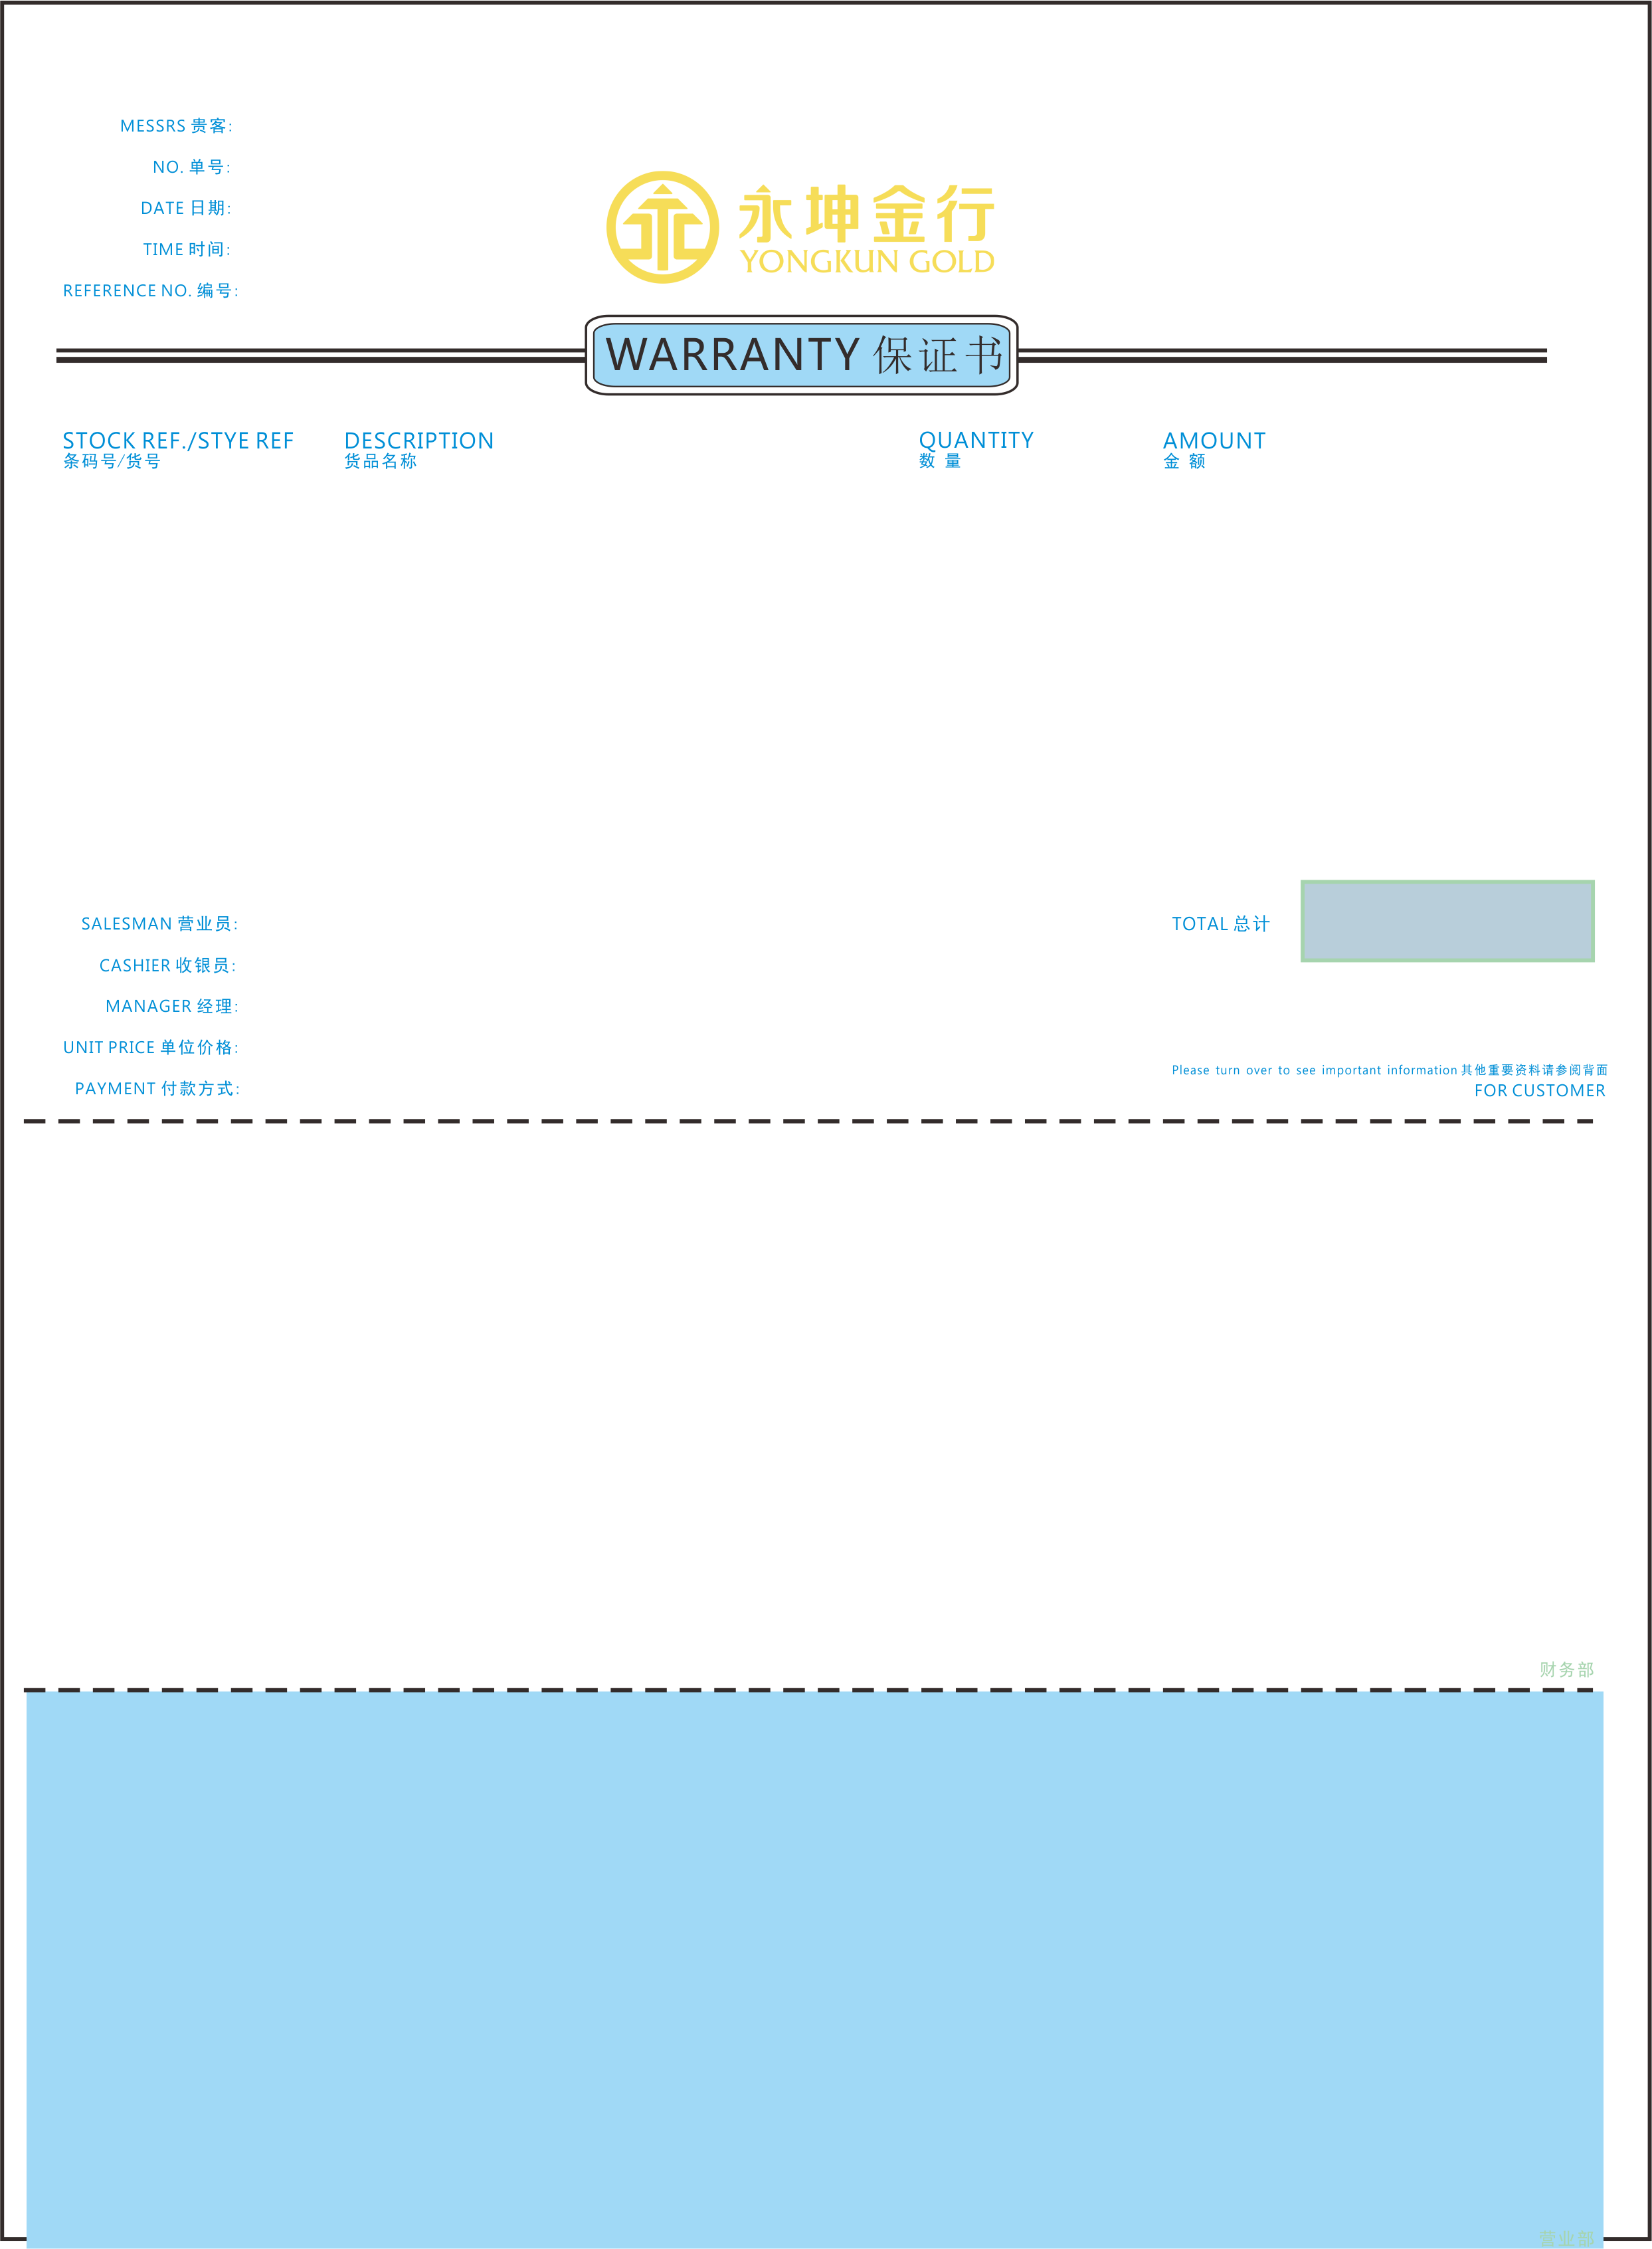 MESSRS 贵客:
NO. 单号:
DATE 日期:
TIME 时间:
REFERENCE NO. 编号:
永坤金行
YONGKUN GOLD
WARRANTY 保证书
STOCK REF./STYE REF
条码号/货号
DESCRIPTION
货品名称
QUANTITY
数 量
AMOUNT
金 额
SALESMAN 营业员:
CASHIER 收银员:
MANAGER 经理:
UNIT PRICE 单位价格:
PAYMENT 付款方式:
TOTAL 总计
Please turn over to see important information 其他重要资料请参阅背面
FOR CUSTOMER
财务部
营业部